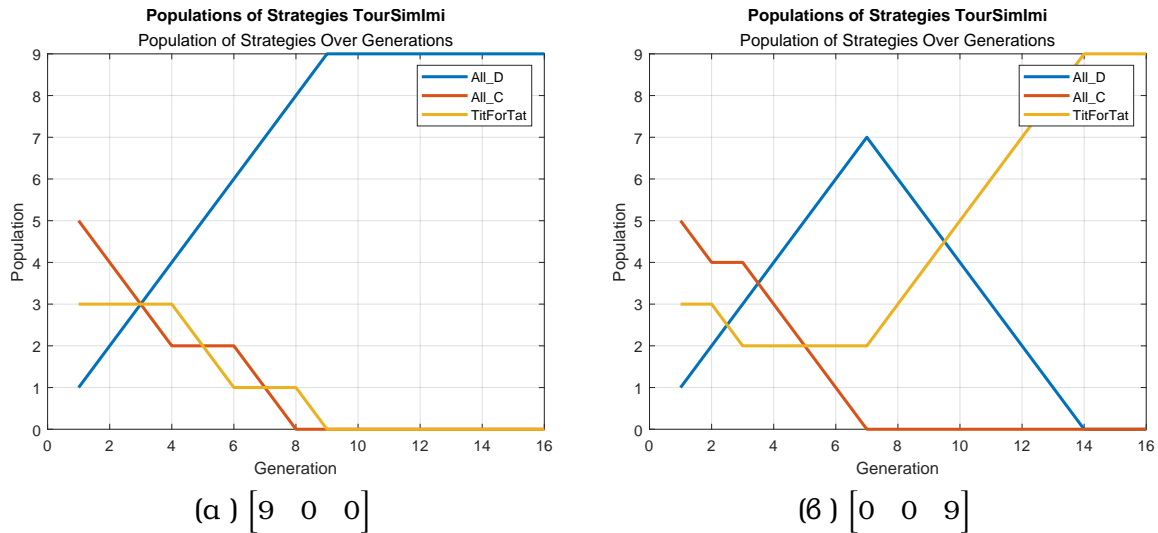 Populations of Strategies TourSimImi
Population of Strategies Over Generations
9
8
7
6
5
4
3
2
1
0
Population
All_D
All_C
TitForTat
0 2 4 6 8 10 12 14 16
Generation
(α ) [9 0 0]
Populations of Strategies TourSimImi
Population of Strategies Over Generations
9
8
7
6
5
4
3
2
1
0
Population
All_D
All_C
TitForTat
0 2 4 6 8 10 12 14 16
Generation
(ϐ ) [0 0 9]